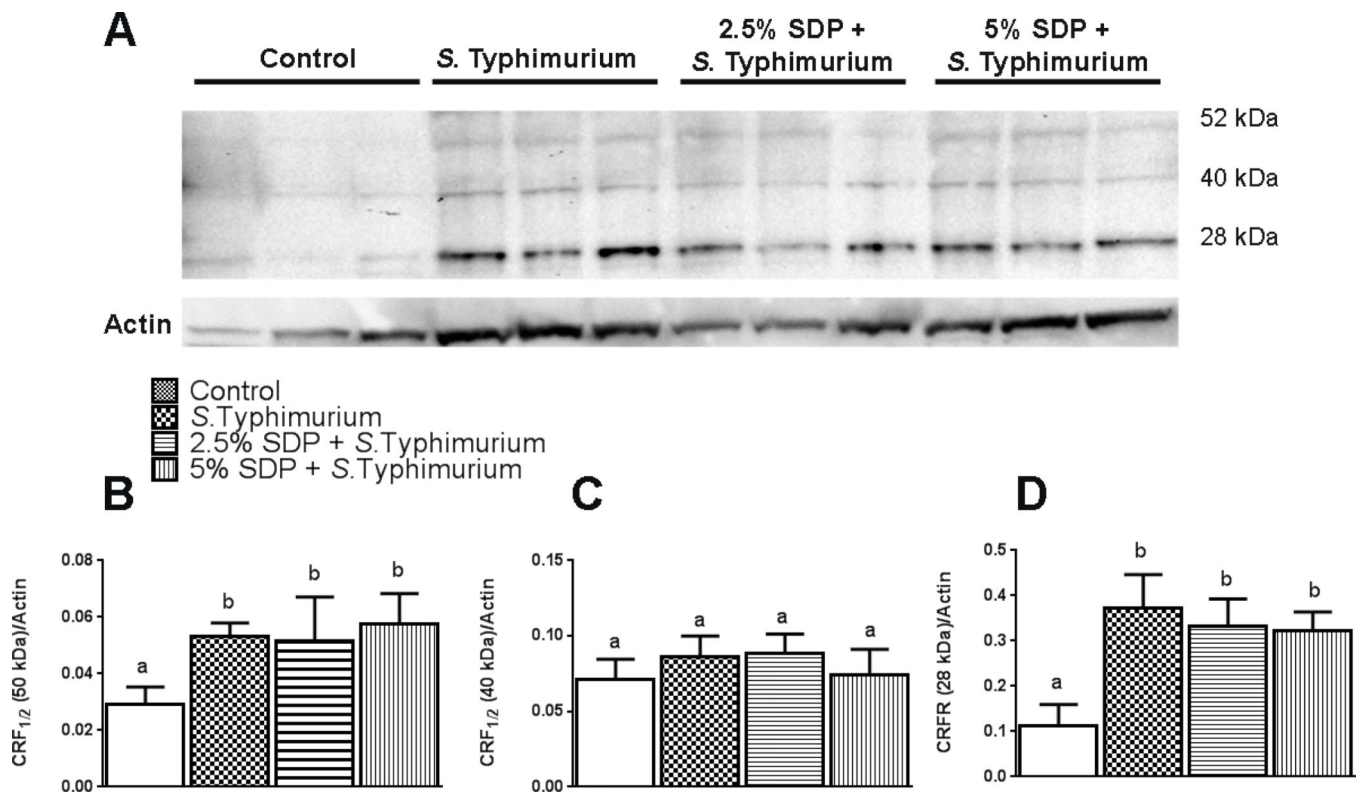 A
Control
S. Typhimurium
2.5% SDP +
S. Typhimurium
5% SDP +
S. Typhimurium
52 kDa
40 kDa
28 kDa
Actin
Control
S.Typhimurium
2.5% SDP + S.Typhimurium
5% SDP + S.Typhimurium
B
CRF1/2 (50 kDa)/Actin
0.08
0.06
0.04
0.02
0.00
a
b
b
b
C
CRF1/2 (40 kDa)/Actin
0.15
0.10
0.05
0.00
a
a
a
a
D
CRFR (28 kDa)/Actin
0.5
0.4
0.3
0.2
0.1
0.0
a
b
b
b